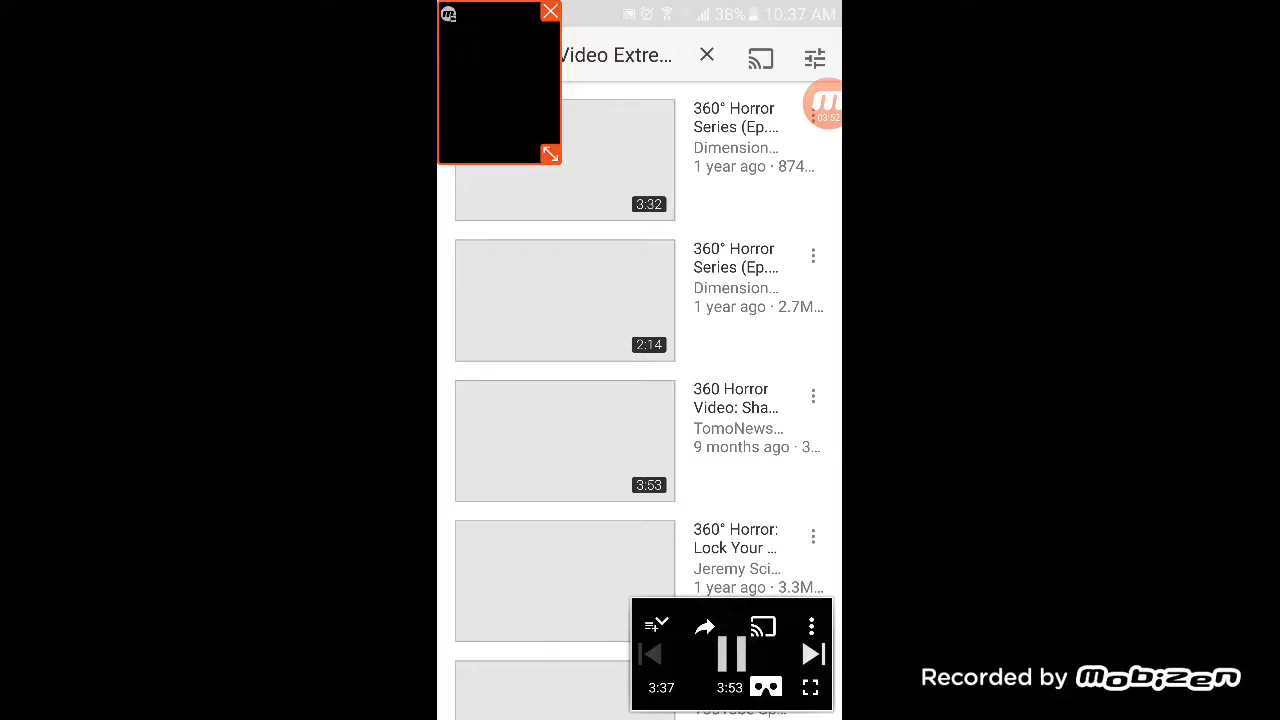 38% 10:37 AM
Video Extre...
03:52
360° Horror
Series (Ep....
Dimension...
1 year ago · 874...
3:32
360° Horror
Series (Ep....
Dimension...
1 year ago · 2.7M...
2:14
360 Horror
Video: Sha...
TomoNews...
9 months ago · 3...
3:53
360° Horror:
Lock Your ...
Jeremy Sci...
1 year ago · 3.3M...
3:37 3:53
Recorded by mobizen